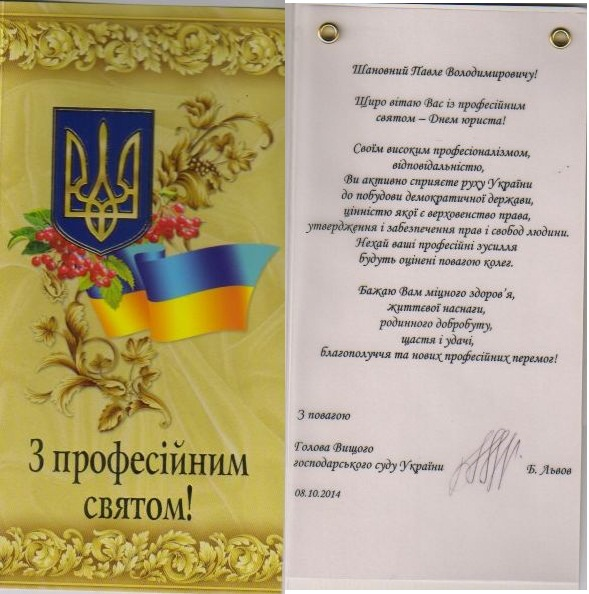 З професійним
святом!
Шановний Павле Володимировичу!
Щиро вітаю Вас із професійним
святом – Днем юриста!
Своїм високим професіоналізмом,
відповідальністю,
Ви активно сприяєте руху України
до побудови демократичної держави,
цінністю якої є верховенство права,
утвердження і забезпечення прав і свобод людини.
Нехай ваші професійні зусилля
будуть оцінені повагою колег.
Бажаю Вам міцного здоров'я,
життєвої наснаги,
родинного добробуту,
щастя і удачі,
благополуччя та нових професійних перемог!
З повагою
Голова Вищого
господарського суду України Б. Львов
08.10.2014